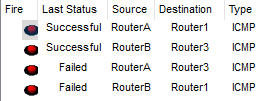 Fire Last Status Source Destination Type
Successful RouterA Router1 ICMP
Successful RouterB Router3 ICMP
Failed RouterA Router3 ICMP
Failed RouterB Router1 ICMP